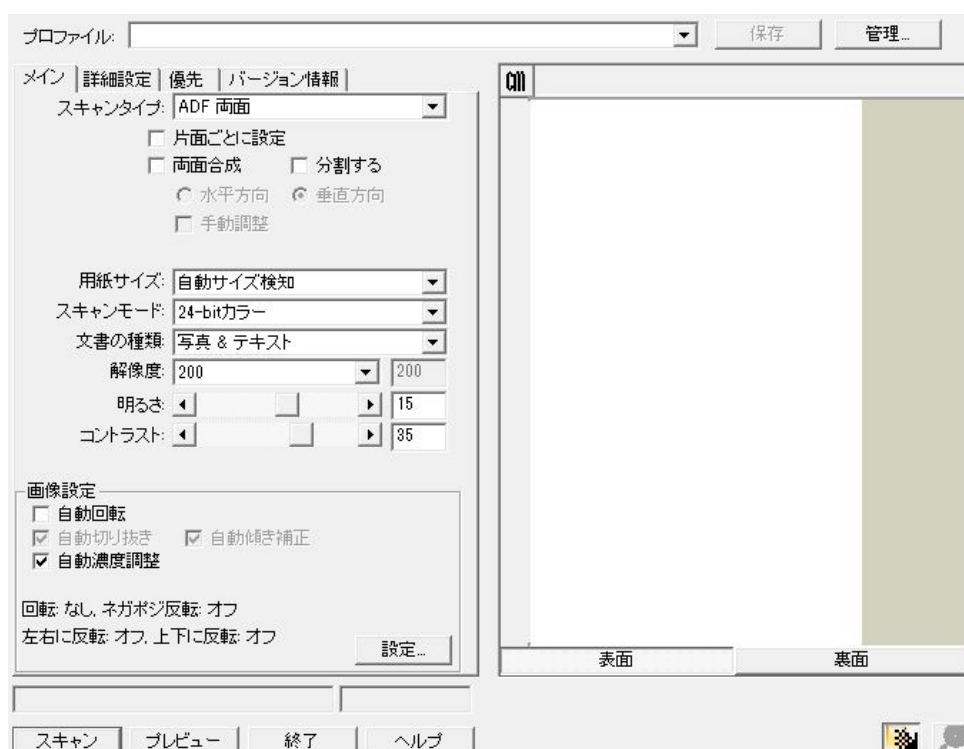 プロファイル:
保存
管理...
メイン 詳細設定 優先 バージョン情報
スキャンタイプ: ADF 両面
片面ごとに設定
両面合成 分割する
水平方向 垂直方向
手動調整
用紙サイズ: 自動サイズ検知
スキャンモード: 24-bitカラー
文書の種類: 写真 & テキスト
解像度: 200 200
明るさ: 15
コントラスト: 35
画像設定
自動回転
自動切り抜き 自動傾き補正
自動濃度調整
回転: なし, ネガポジ反転: オフ
左右に反転: オフ, 上下に反転: オフ
設定...
cm
表面 裏面
スキャン プレビュー 終了 ヘルプ